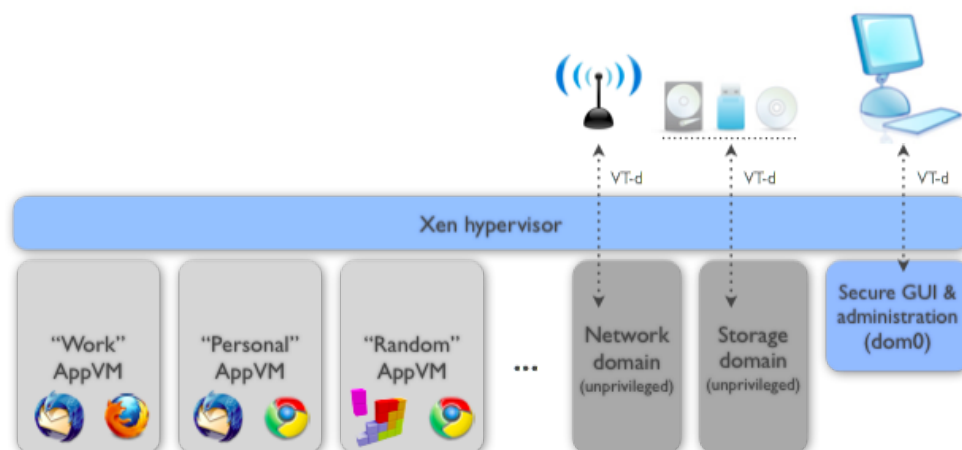 VT-d
VT-d
VT-d
Xen hypervisor
“Work”
AppVM
“Personal”
AppVM
“Random”
AppVM
...
Network
domain
(unprivileged)
Storage
domain
(unprivileged)
Secure GUI &
administration
(dom0)